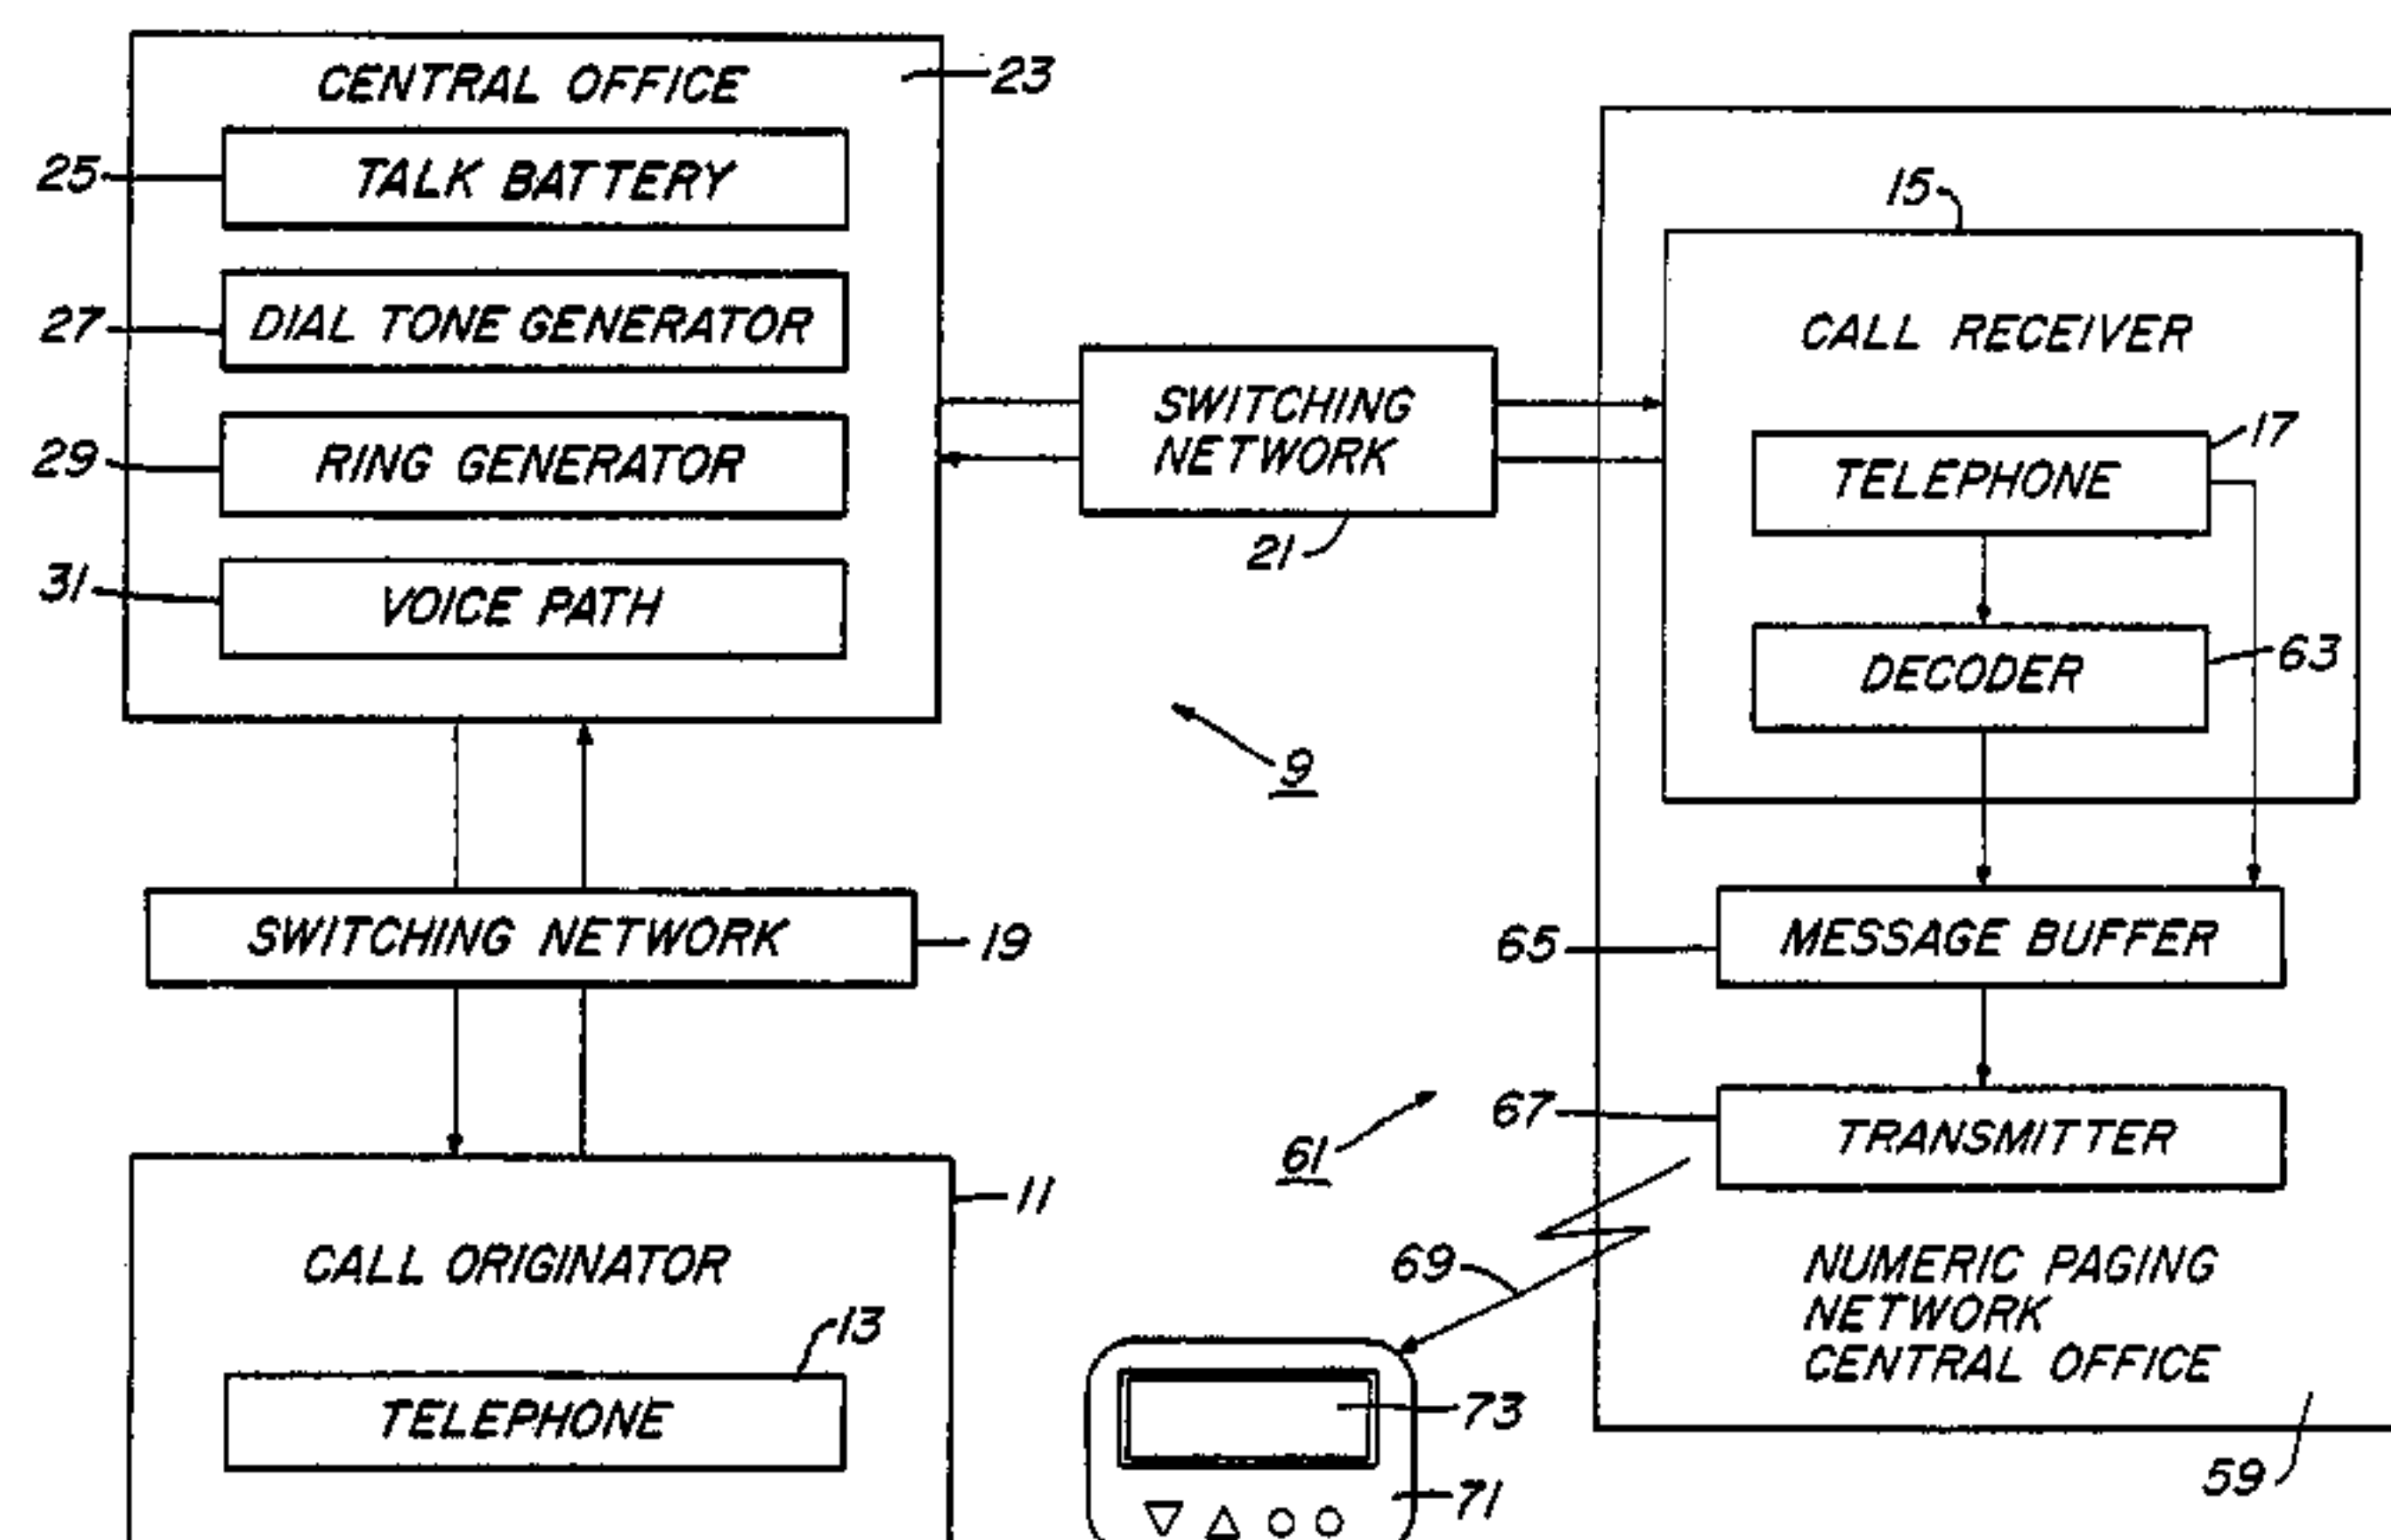 CENTRAL OFFICE
23
25
TALK BATTERY
27
DIAL TONE GENERATOR
29
RING GENERATOR
31
VOICE PATH
SWITCHING
NETWORK
21
15
CALL RECEIVER
17
TELEPHONE
DECODER
63
9
SWITCHING NETWORK
19
65
MESSAGE BUFFER
67
TRANSMITTER
61
11
CALL ORIGINATOR
13
TELEPHONE
69
73
71
NUMERIC PAGING
NETWORK
CENTRAL OFFICE
59